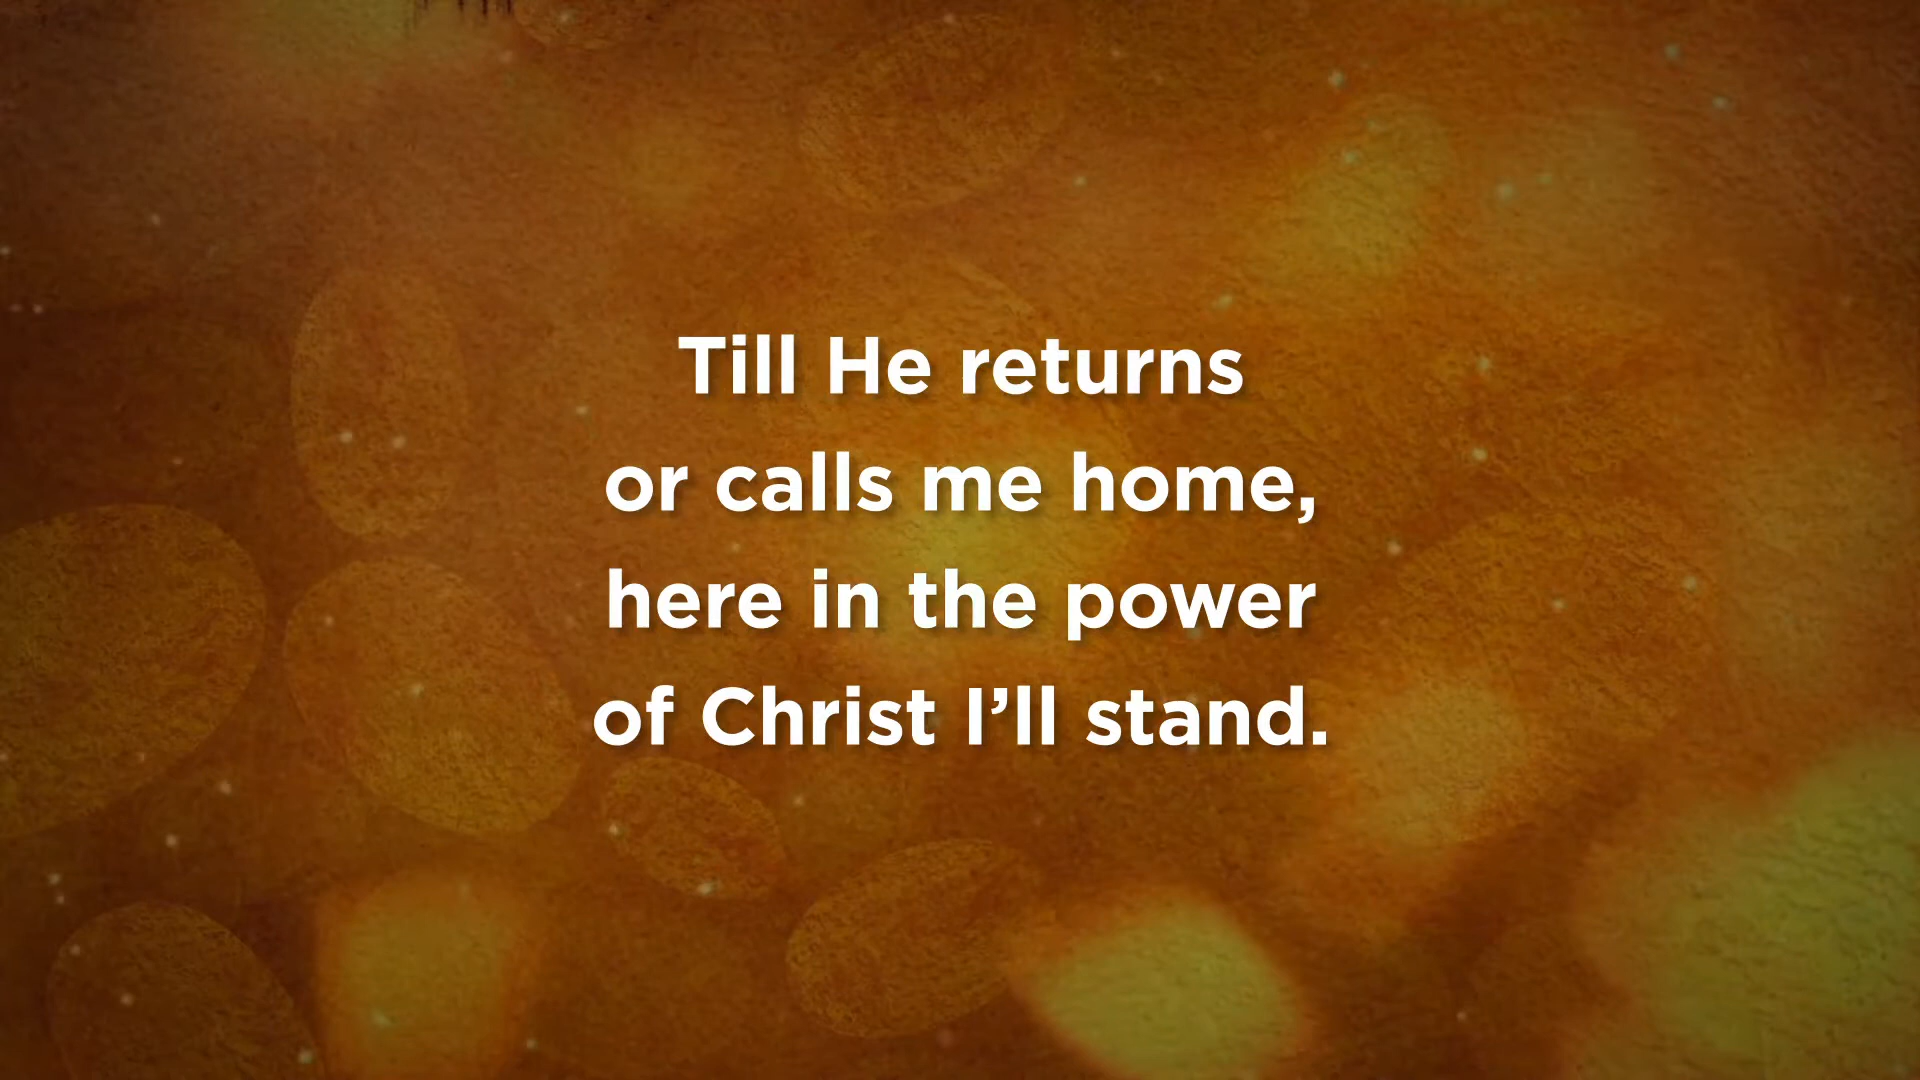 Till He returns
or calls me home,
here in the power
of Christ I’ll stand.